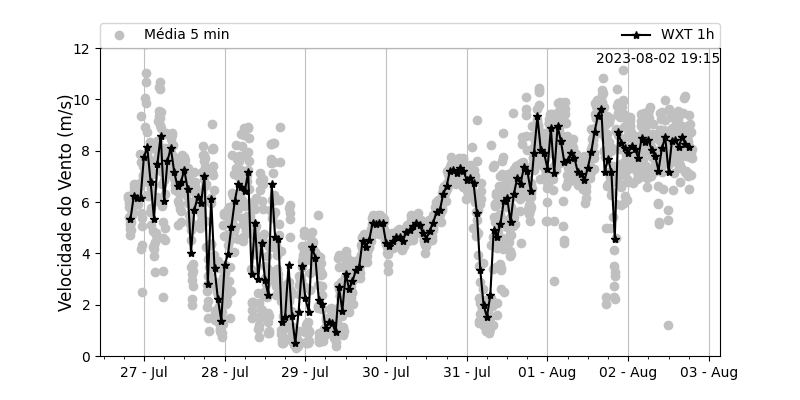 Média 5 min
WXT 1h
2023-08-02 19:15
Velocidade do Vento (m/s)
12
10
8
6
4
2
0
27 - Jul
28 - Jul
29 - Jul
30 - Jul
31 - Jul
01 - Aug
02 - Aug
03 - Aug